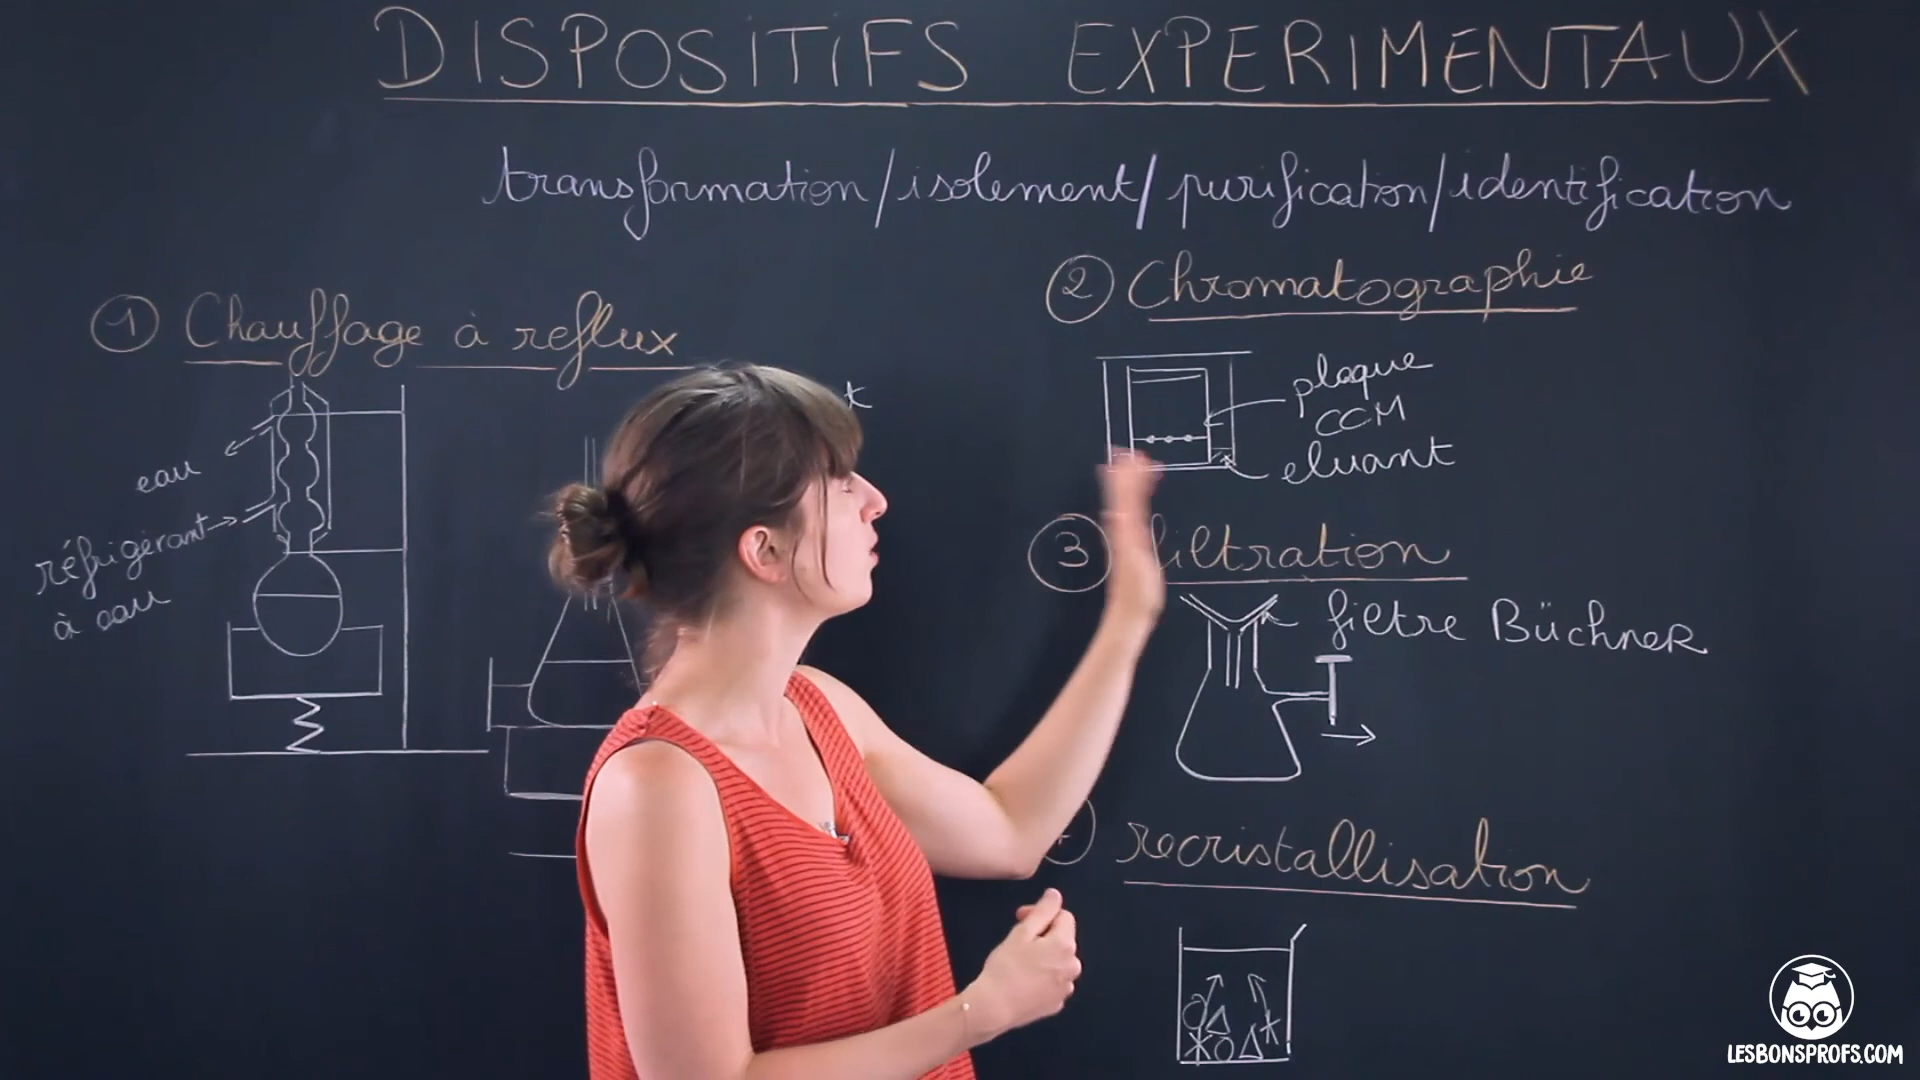 DISPOSITIFS EXPERIMENTAUX
transformation/isolement/purification/identification
1 Chauffage à reflux
eau
réfrigérant
à eau
2 Chromatographie
plaque
CCM
eluant
3 filtration
filtre Büchner
recristallisation
LESBONSPROFS.COM